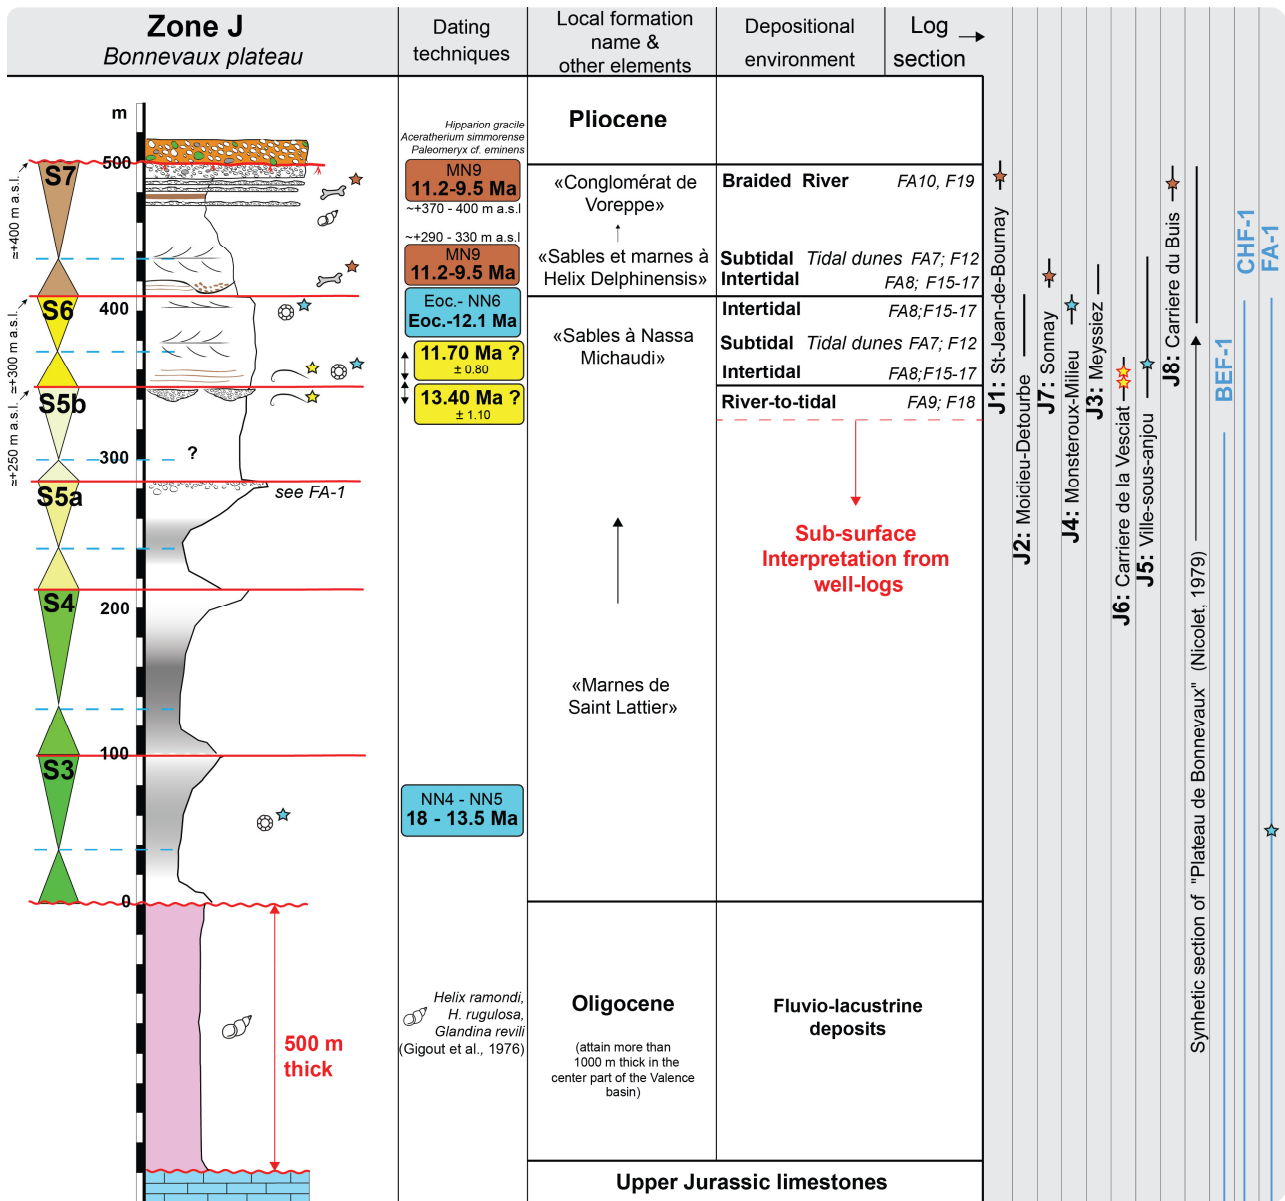 Zone J
Bonnevaux plateau
Dating
techniques
Local formation
name &
other elements
Depositional
environment
Log
section
m
500
400
300
200
100
0
S7
S6
S5b
S5a
S4
S3
≈+400 m a.s.l.
≈+300 m a.s.l.
≈+250 m a.s.l.
?
see FA-1
500 m
thick
Hipparion gracile
Aceratherium simmorense
Paleomeryx cf. eminens
MN9
11.2-9.5 Ma
~+370 - 400 m a.s.l
~+290 - 330 m a.s.l
MN9
11.2-9.5 Ma
Eoc.- NN6
Eoc.-12.1 Ma
11.70 Ma ?
± 0.80
13.40 Ma ?
± 1.10
NN4 - NN5
18 - 13.5 Ma
Helix ramondi,
H. rugulosa,
Glandina revili
(Gigout et al., 1976)
Pliocene
«Conglomérat de
Voreppe»
«Sables et marnes à
Helix Delphinensis»
«Sables à Nassa
Michaudi»
«Marnes de
Saint Lattier»
Oligocene
(attain more than
1000 m thick in the
center part of the Valence
basin)
Braided River FA10, F19
Subtidal Tidal dunes FA7; F12
Intertidal FA8; F15-17
Intertidal FA8;F15-17
Subtidal Tidal dunes FA7; F12
Intertidal FA8;F15-17
River-to-tidal FA9; F18
Sub-surface
Interpretation from
well-logs
Fluvio-lacustrine
deposits
Upper Jurassic limestones
J1: St-Jean-de-Bournay
J2: Moidieu-Detourbe
J7: Sonnay
J4: Monsteroux-Milieu
J3: Meyssiez
J6: Carriere de la Vesciat
J5: Ville-sous-anjou
J8: Carriere du Buis
Synhetic section of "Plateau de Bonnevaux" (Nicolet, 1979)
BEF-1
CHF-1
FA-1